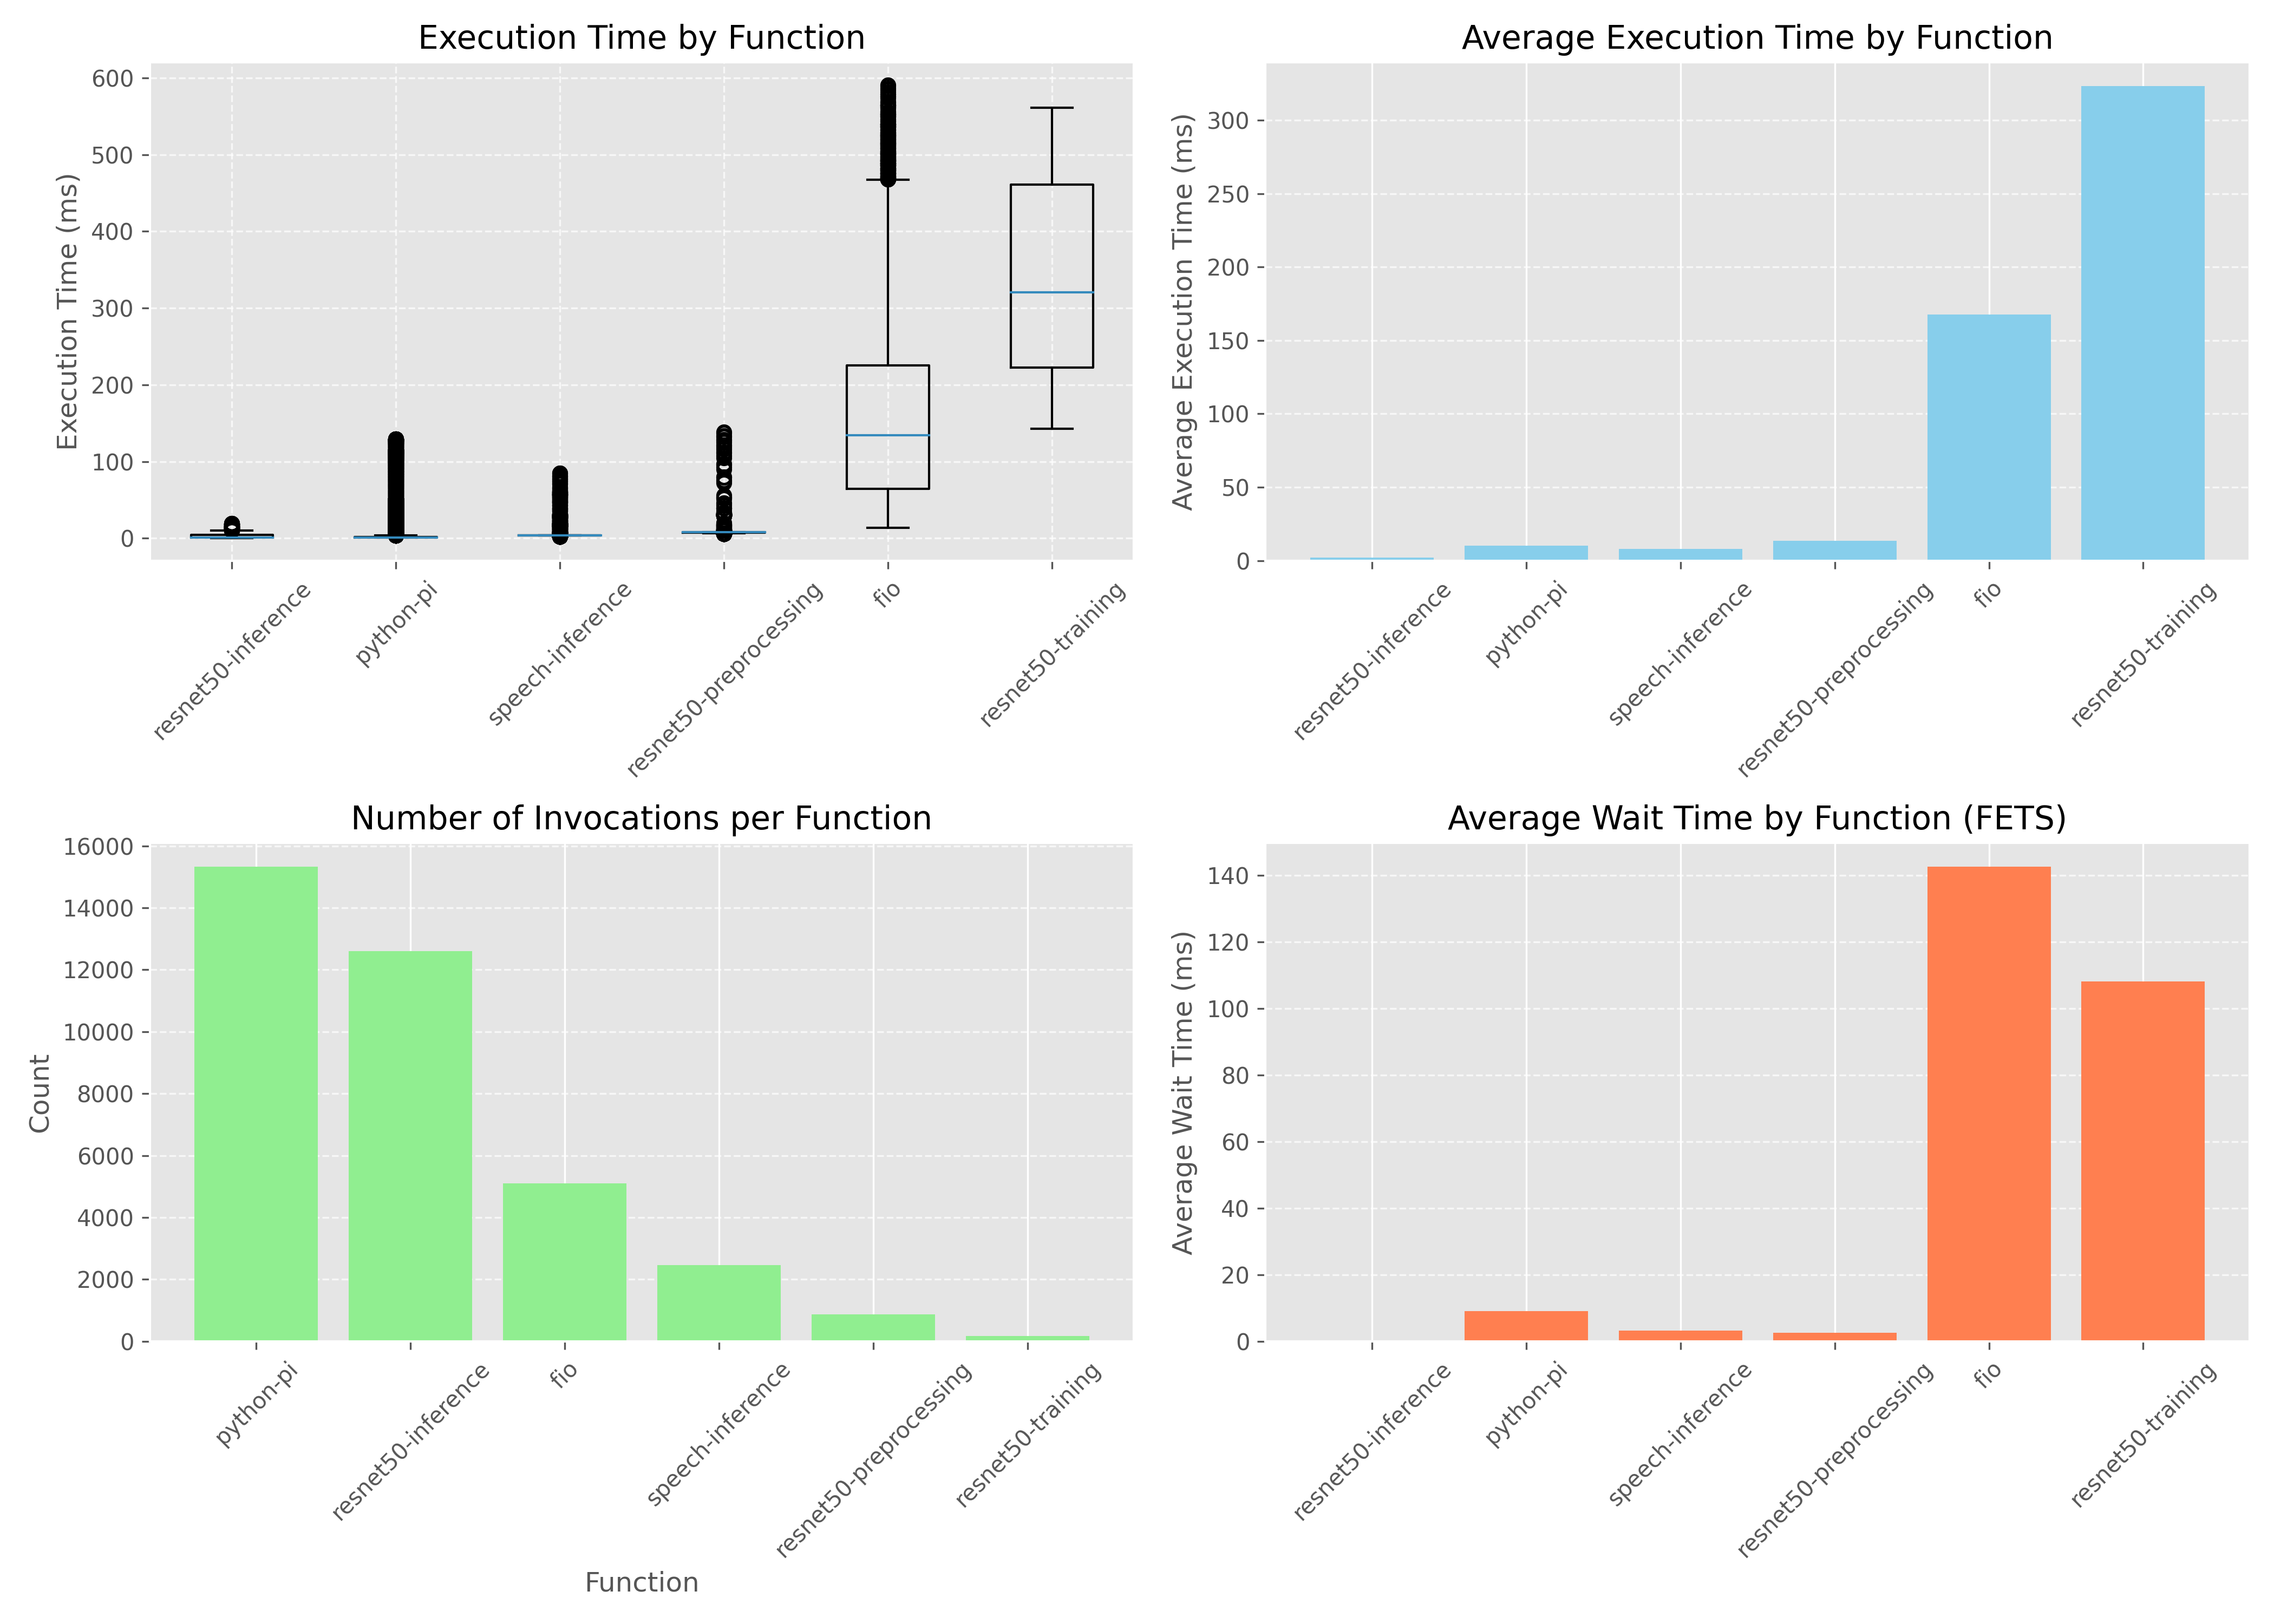 Execution Time by Function
Execution Time (ms)
600
500
400
300
200
100
0
resnet50-inference
python-pi
speech-inference
resnet50-preprocessing
fio
resnet50-training
Average Execution Time by Function
Average Execution Time (ms)
300
250
200
150
100
50
0
resnet50-inference
python-pi
speech-inference
resnet50-preprocessing
fio
resnet50-training
Number of Invocations per Function
Count
16000
14000
12000
10000
8000
6000
4000
2000
0
python-pi
resnet50-inference
fio
speech-inference
resnet50-preprocessing
resnet50-training
Function
Average Wait Time by Function (FETS)
Average Wait Time (ms)
140
120
100
80
60
40
20
0
resnet50-inference
python-pi
speech-inference
resnet50-preprocessing
fio
resnet50-training